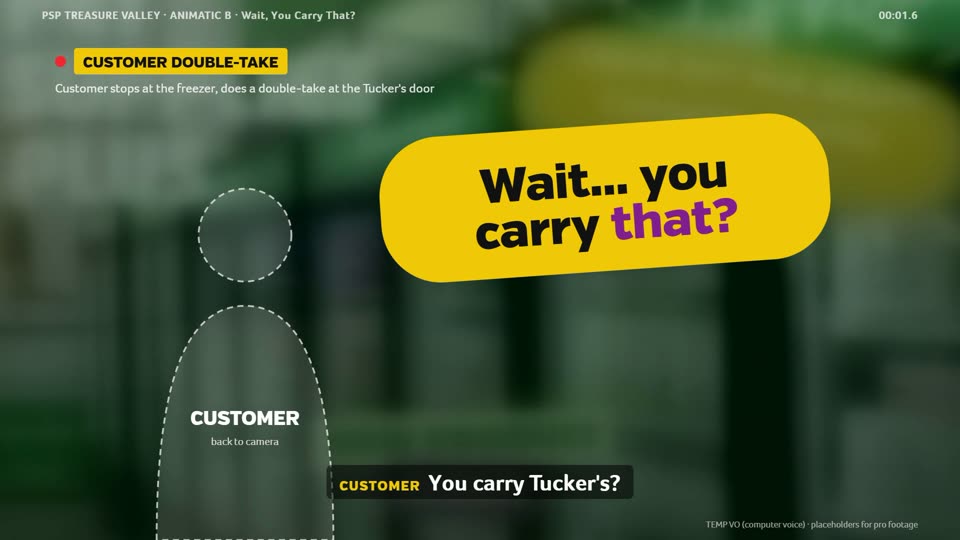 PSP TREASURE VALLEY · ANIMATIC B · Wait, You Carry That?
00:01.6
CUSTOMER DOUBLE-TAKE
Customer stops at the freezer, does a double-take at the Tucker's door
Wait... you
carry that?
CUSTOMER
back to camera
CUSTOMER You carry Tucker's?
TEMP VO (computer voice) · placeholders for pro footage